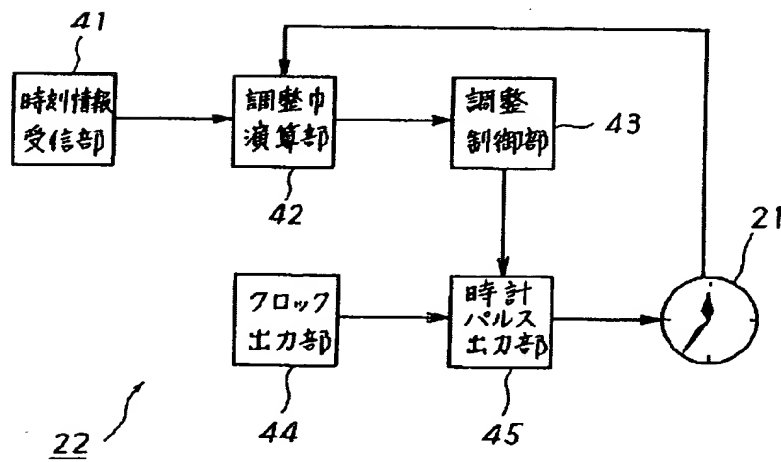 41
時刻情報
受信部
調整巾
演算部
42
調整
制御部
43
21
クロック
出力部
44
時計
パルス
出力部
45
22